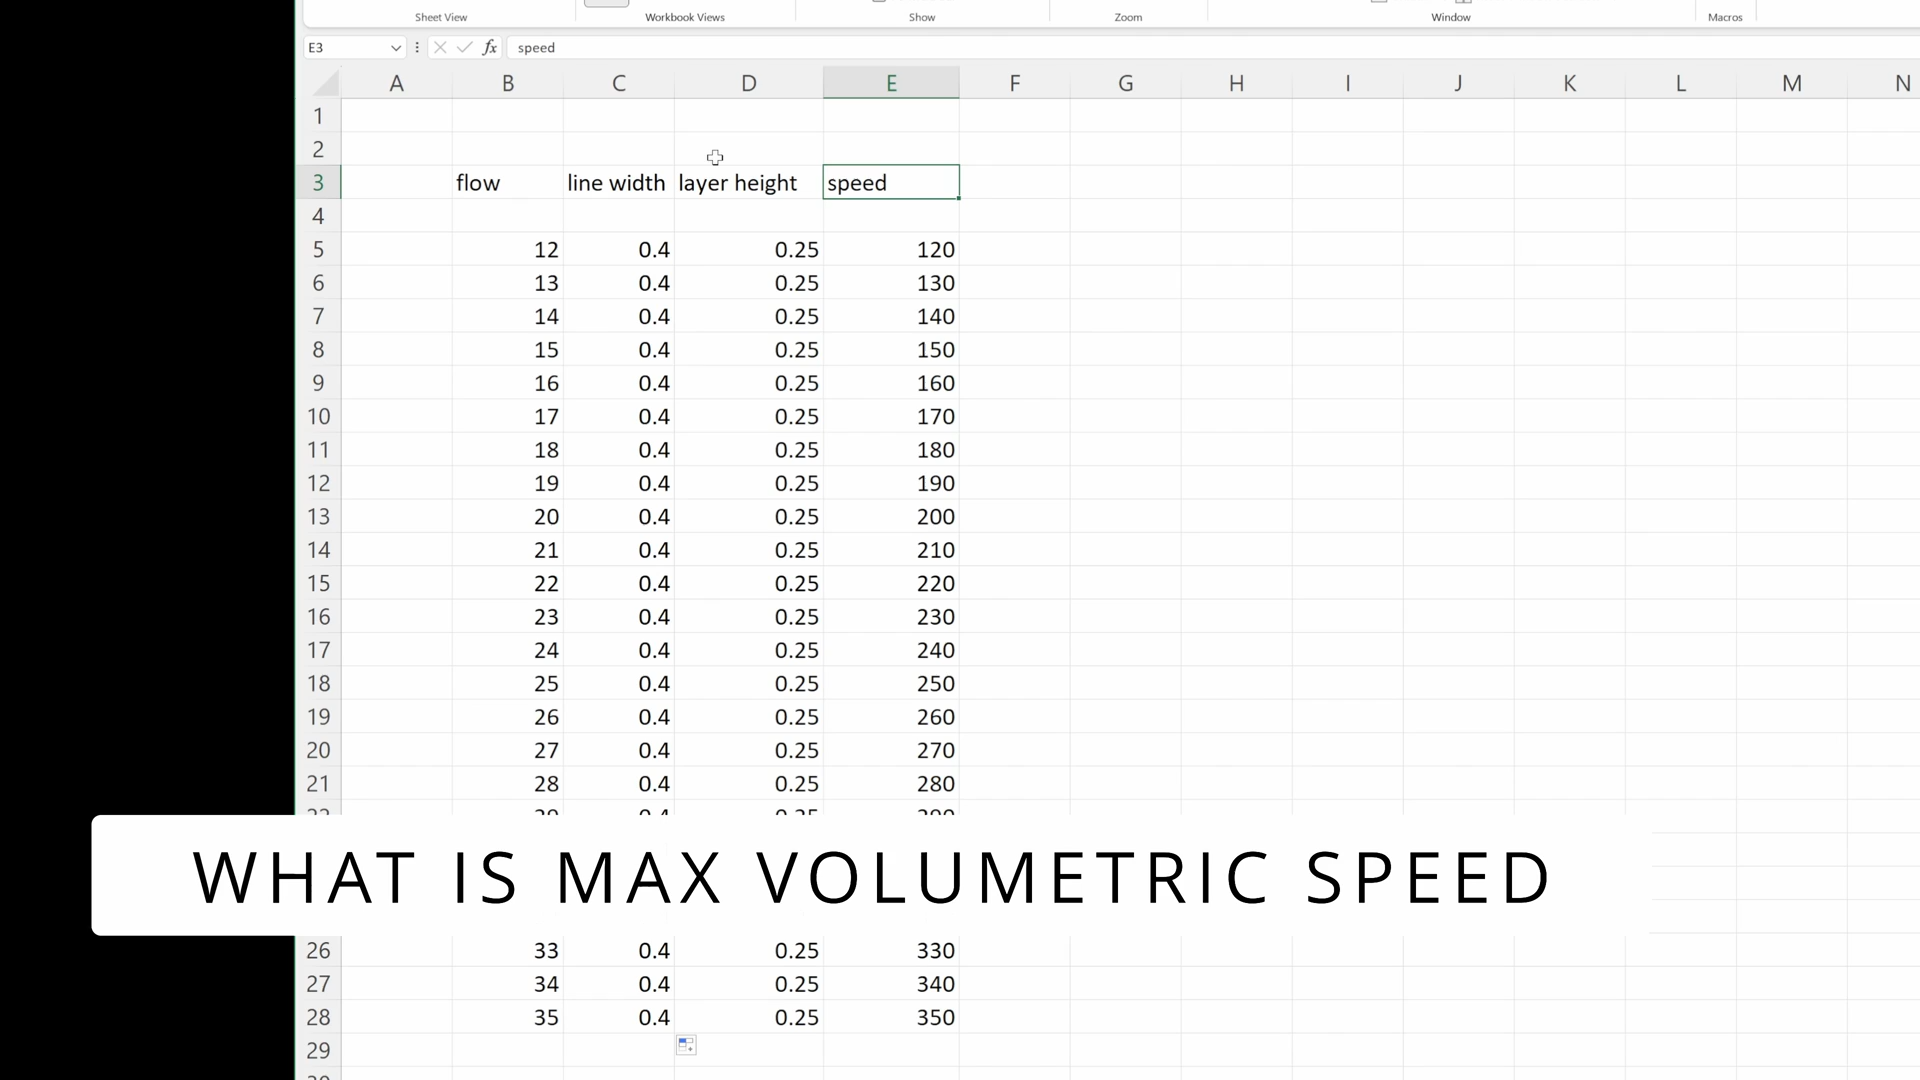 Sheet View Workbook Views Show Zoom Window Macros
E3 fx speed
A B C D E F G H I J K L M N
1
2
3 flow line width layer height speed
4
5 12 0.4 0.25 120
6 13 0.4 0.25 130
7 14 0.4 0.25 140
8 15 0.4 0.25 150
9 16 0.4 0.25 160
10 17 0.4 0.25 170
11 18 0.4 0.25 180
12 19 0.4 0.25 190
13 20 0.4 0.25 200
14 21 0.4 0.25 210
15 22 0.4 0.25 220
16 23 0.4 0.25 230
17 24 0.4 0.25 240
18 25 0.4 0.25 250
19 26 0.4 0.25 260
20 27 0.4 0.25 270
21 28 0.4 0.25 280
WHAT IS MAX VOLUMETRIC SPEED
26 33 0.4 0.25 330
27 34 0.4 0.25 340
28 35 0.4 0.25 350
29